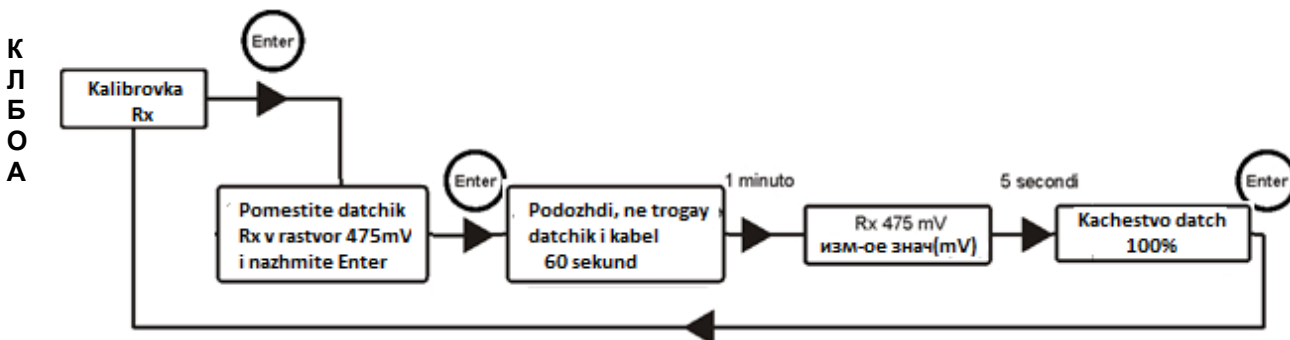 К
Л
Б
О
А
Enter
Kalibrovka
Rx
Pomestite datchik
Rx v rastvor 475mV
i nazhmite Enter
Enter
Podozhdi, ne trogay
datchik i kabel
60 sekund
1 minuto
Rx 475 mV
изм-ое знач(mV)
5 secondi
Kachestvo datch
100%
Enter